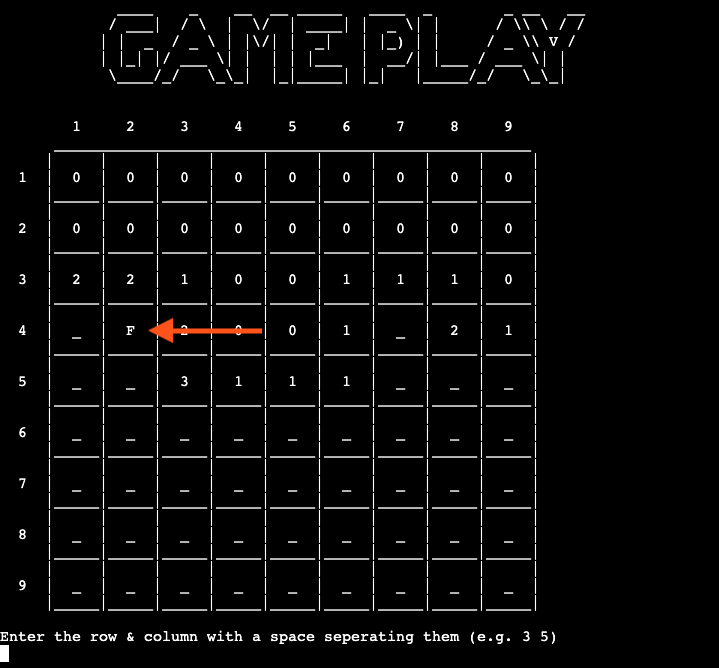 GAMEPLAY
1 2 3 4 5 6 7 8 9
1 0 0 0 0 0 0 0 0 0
2 0 0 0 0 0 0 0 0 0
3 2 2 1 0 0 1 1 1 0
4 _ F 2 0 0 1 _ 2 1
5 _ _ 3 1 1 1 _ _ _
6 _ _ _ _ _ _ _ _ _
7 _ _ _ _ _ _ _ _ _
8 _ _ _ _ _ _ _ _ _
9 _ _ _ _ _ _ _ _ _
Enter the row & column with a space seperating them (e.g. 3 5)